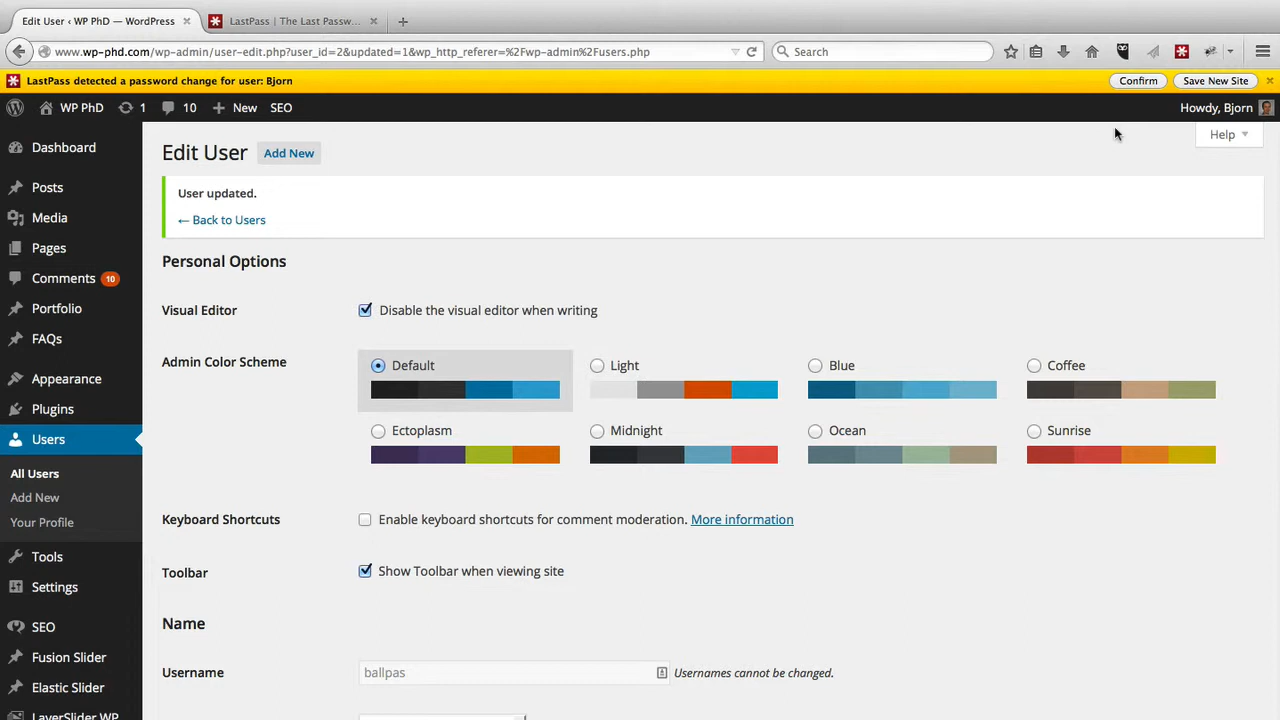 Edit User ‹ WP PhD — WordPress × LastPass | The Last Passw... × +
www.wp-phd.com/wp-admin/user-edit.php?user_id=2&updated=1&wp_http_referer=%2Fwp-admin%2Fusers.php Search
LastPass detected a password change for user: Bjorn Confirm Save New Site ×
WP PhD 1 10 + New SEO Howdy, Bjorn
Help
Dashboard
Posts
Media
Pages
Comments 10
Portfolio
FAQs
Appearance
Plugins
Users
All Users
Add New
Your Profile
Tools
Settings
SEO
Fusion Slider
Elastic Slider
LayerSlider WP
Edit User Add New
User updated.
← Back to Users
Personal Options
Visual Editor Disable the visual editor when writing
Admin Color Scheme Default Light Blue Coffee
Ectoplasm Midnight Ocean Sunrise
Keyboard Shortcuts Enable keyboard shortcuts for comment moderation. More information
Toolbar Show Toolbar when viewing site
Name
Username ballpas Usernames cannot be changed.